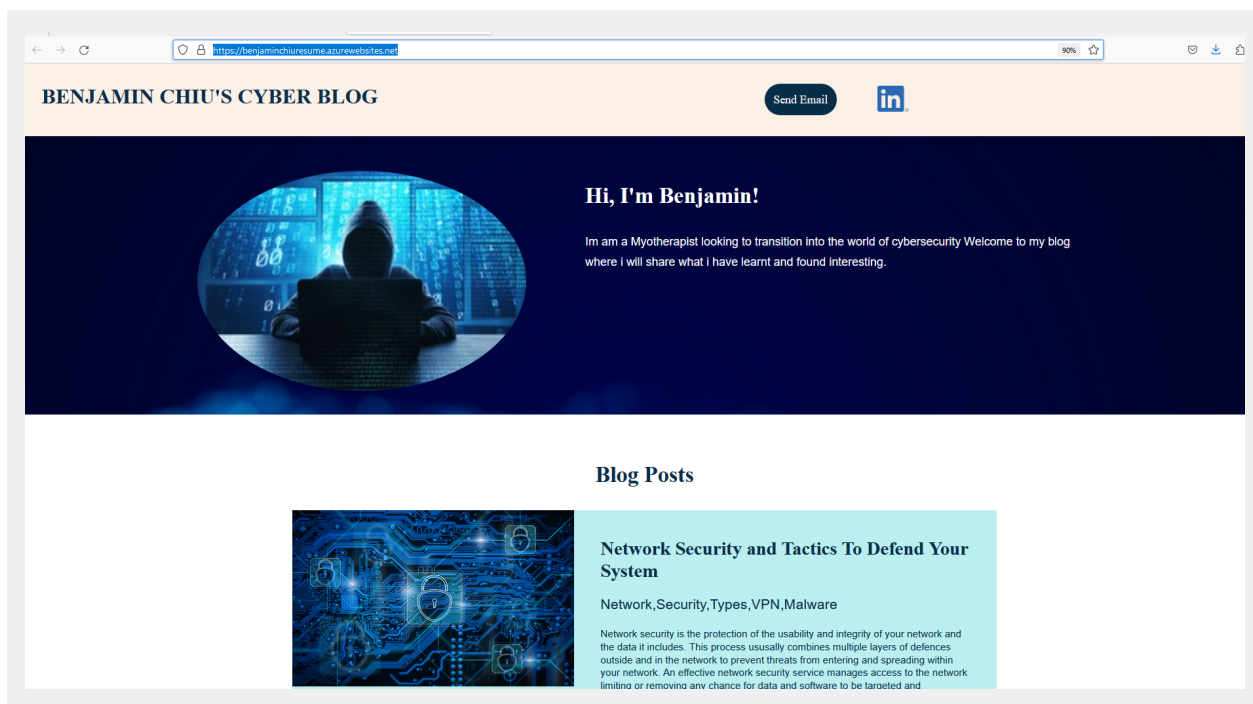 https://benjaminchiuresume.azurewebsites.net
90%
BENJAMIN CHIU'S CYBER BLOG
Send Email
in
Hi, I'm Benjamin!
Im am a Myotherapist looking to transition into the world of cybersecurity Welcome to my blog
where i will share what i have learnt and found interesting.
Blog Posts
Network Security and Tactics To Defend Your
System
Network,Security,Types,VPN,Malware
Network security is the protection of the usability and integrity of your network and
the data it includes. This process ususally combines multiple layers of defences
outside and in the network to prevent threats from entering and spreading within
your network. An effective network security service manages access to the network
limiting or removing any chance for data and software to be targeted and